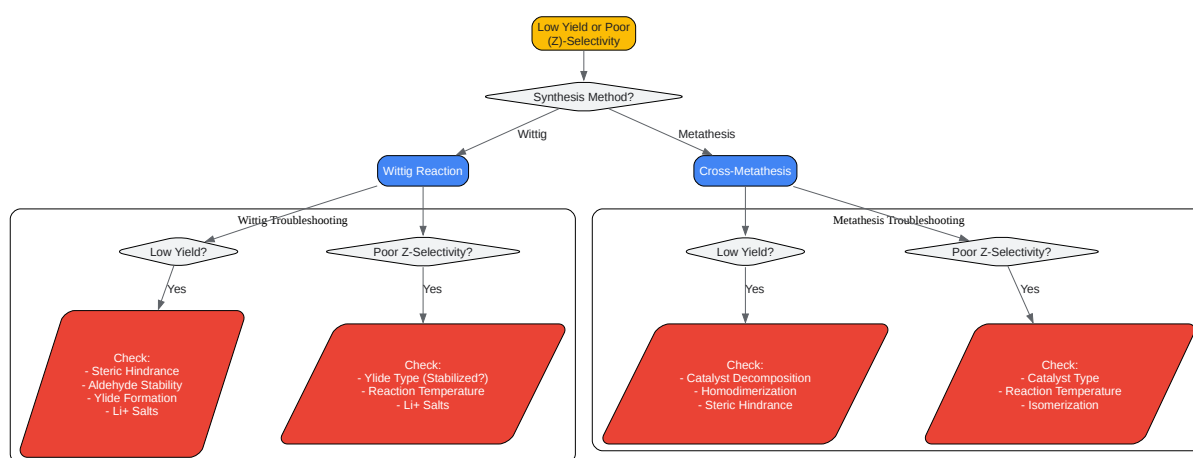 Low Yield or Poor
(Z)-Selectivity
Synthesis Method?
Wittig
Metathesis
Wittig Reaction
Cross-Metathesis
Wittig Troubleshooting
Metathesis Troubleshooting
Low Yield?
Poor Z-Selectivity?
Low Yield?
Poor Z-Selectivity?
Yes
Yes
Yes
Yes
Check:
- Steric Hindrance
- Aldehyde Stability
- Ylide Formation
- Li+ Salts
Check:
- Ylide Type (Stabilized?)
- Reaction Temperature
- Li+ Salts
Check:
- Catalyst Decomposition
- Homodimerization
- Steric Hindrance
Check:
- Catalyst Type
- Reaction Temperature
- Isomerization